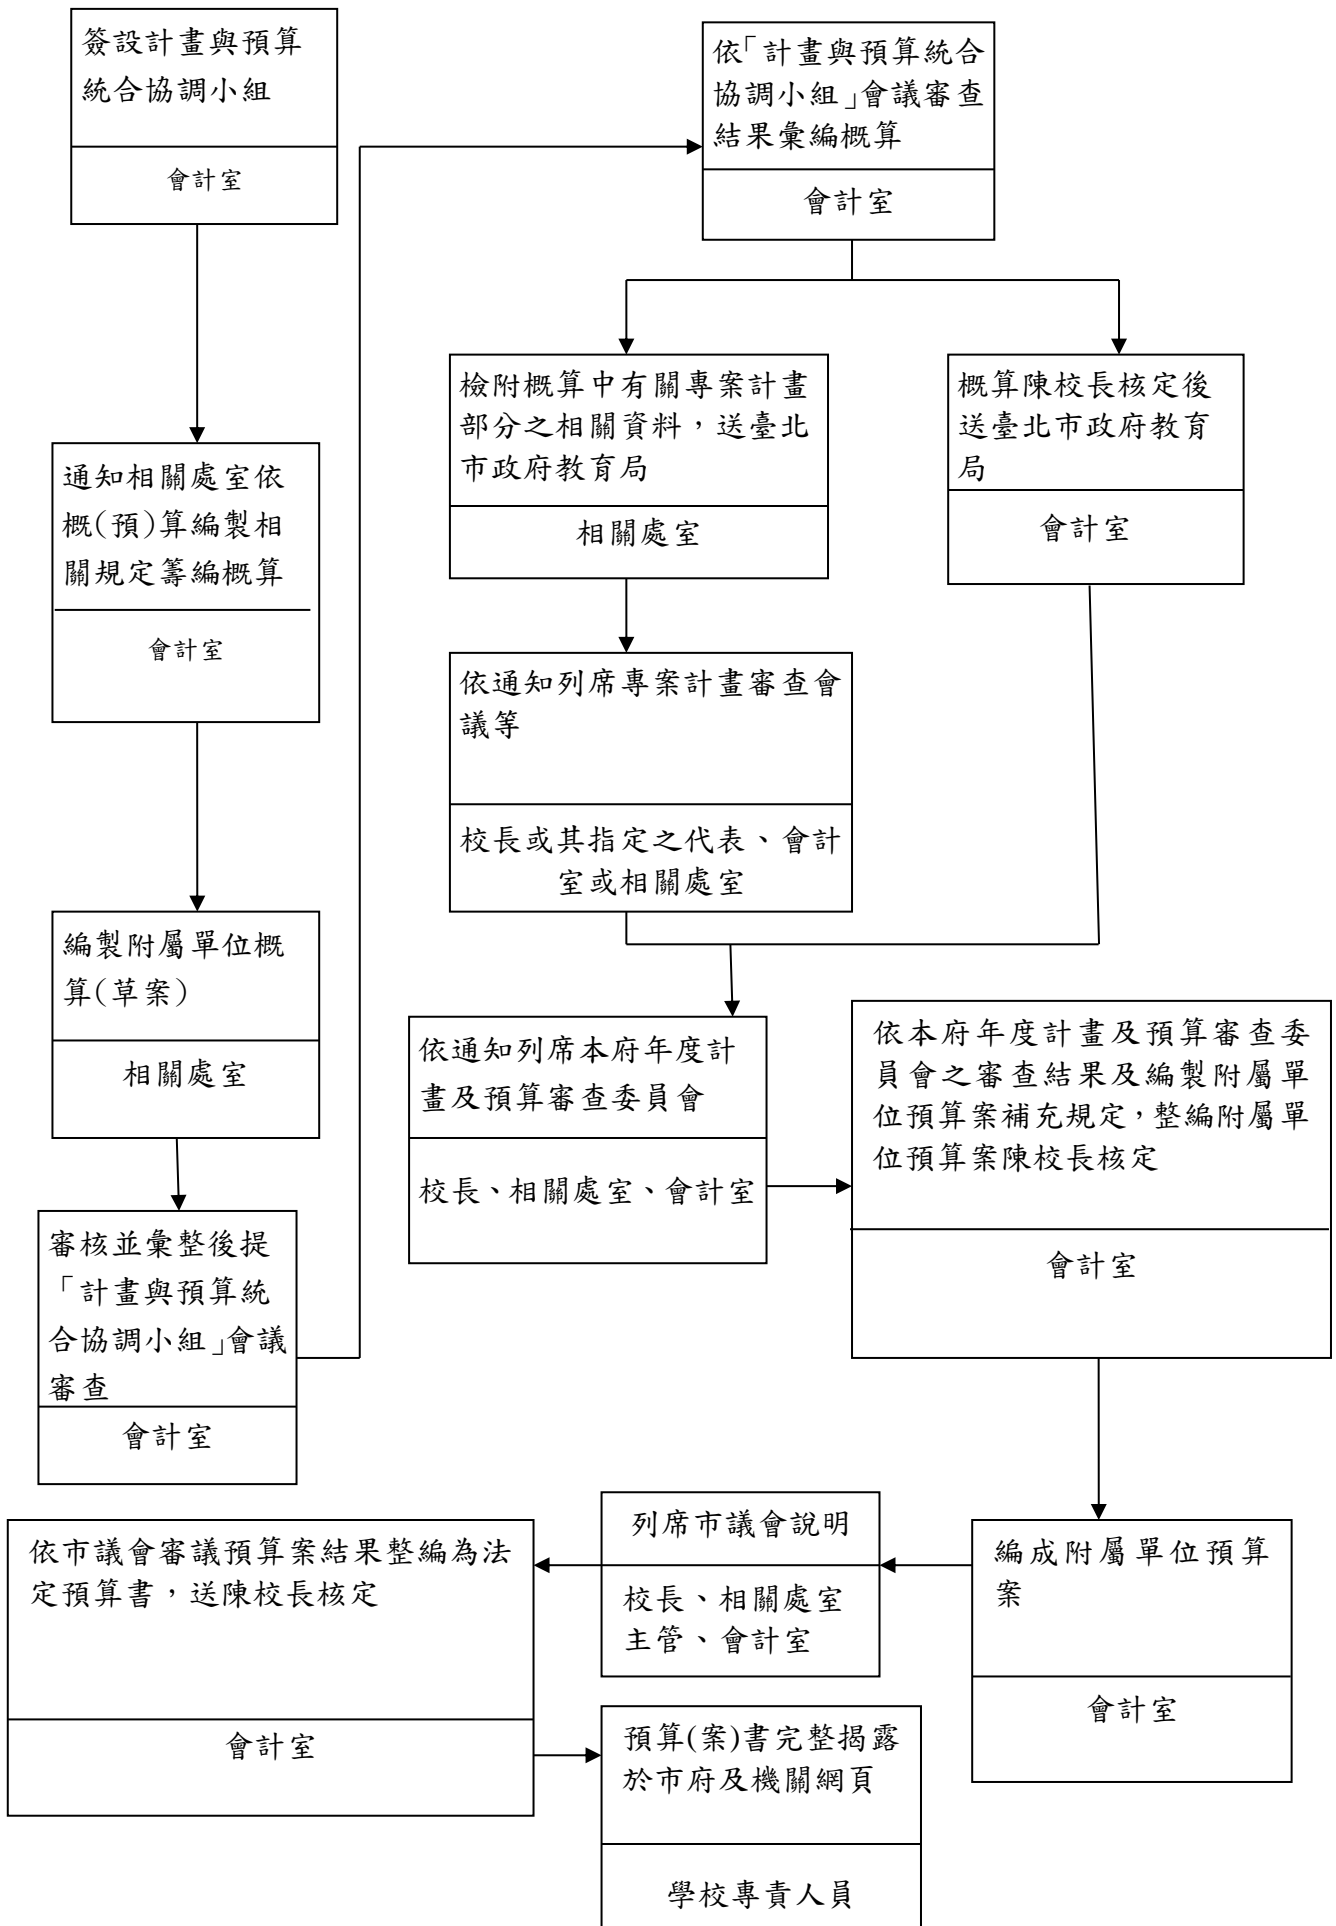 簽設計畫與預算
統合協調小組
會計室
通知相關處室依
概(預)算編製相
關規定籌編概算
會計室
編製附屬單位概
算(草案)
相關處室
審核並彙整後提
「計畫與預算統
合協調小組」會議
審查
會計室
依「計畫與預算統合
協調小組」會議審查
結果彙編概算
會計室
檢附概算中有關專案計畫
部分之相關資料，送臺北
市政府教育局
相關處室
概算陳校長核定後
送臺北市政府教育
局
會計室
依通知列席專案計畫審查會
議等
校長或其指定之代表、會計
室或相關處室
依通知列席本府年度計
畫及預算審查委員會
校長、相關處室、會計室
依本府年度計畫及預算審查委
員會之審查結果及編製附屬單
位預算案補充規定，整編附屬單
位預算案陳校長核定
會計室
編成附屬單位預算
案
會計室
列席市議會說明
校長、相關處室
主管、會計室
依市議會審議預算案結果整編為法
定預算書，送陳校長核定
會計室
預算(案)書完整揭露
於市府及機關網頁
學校專責人員